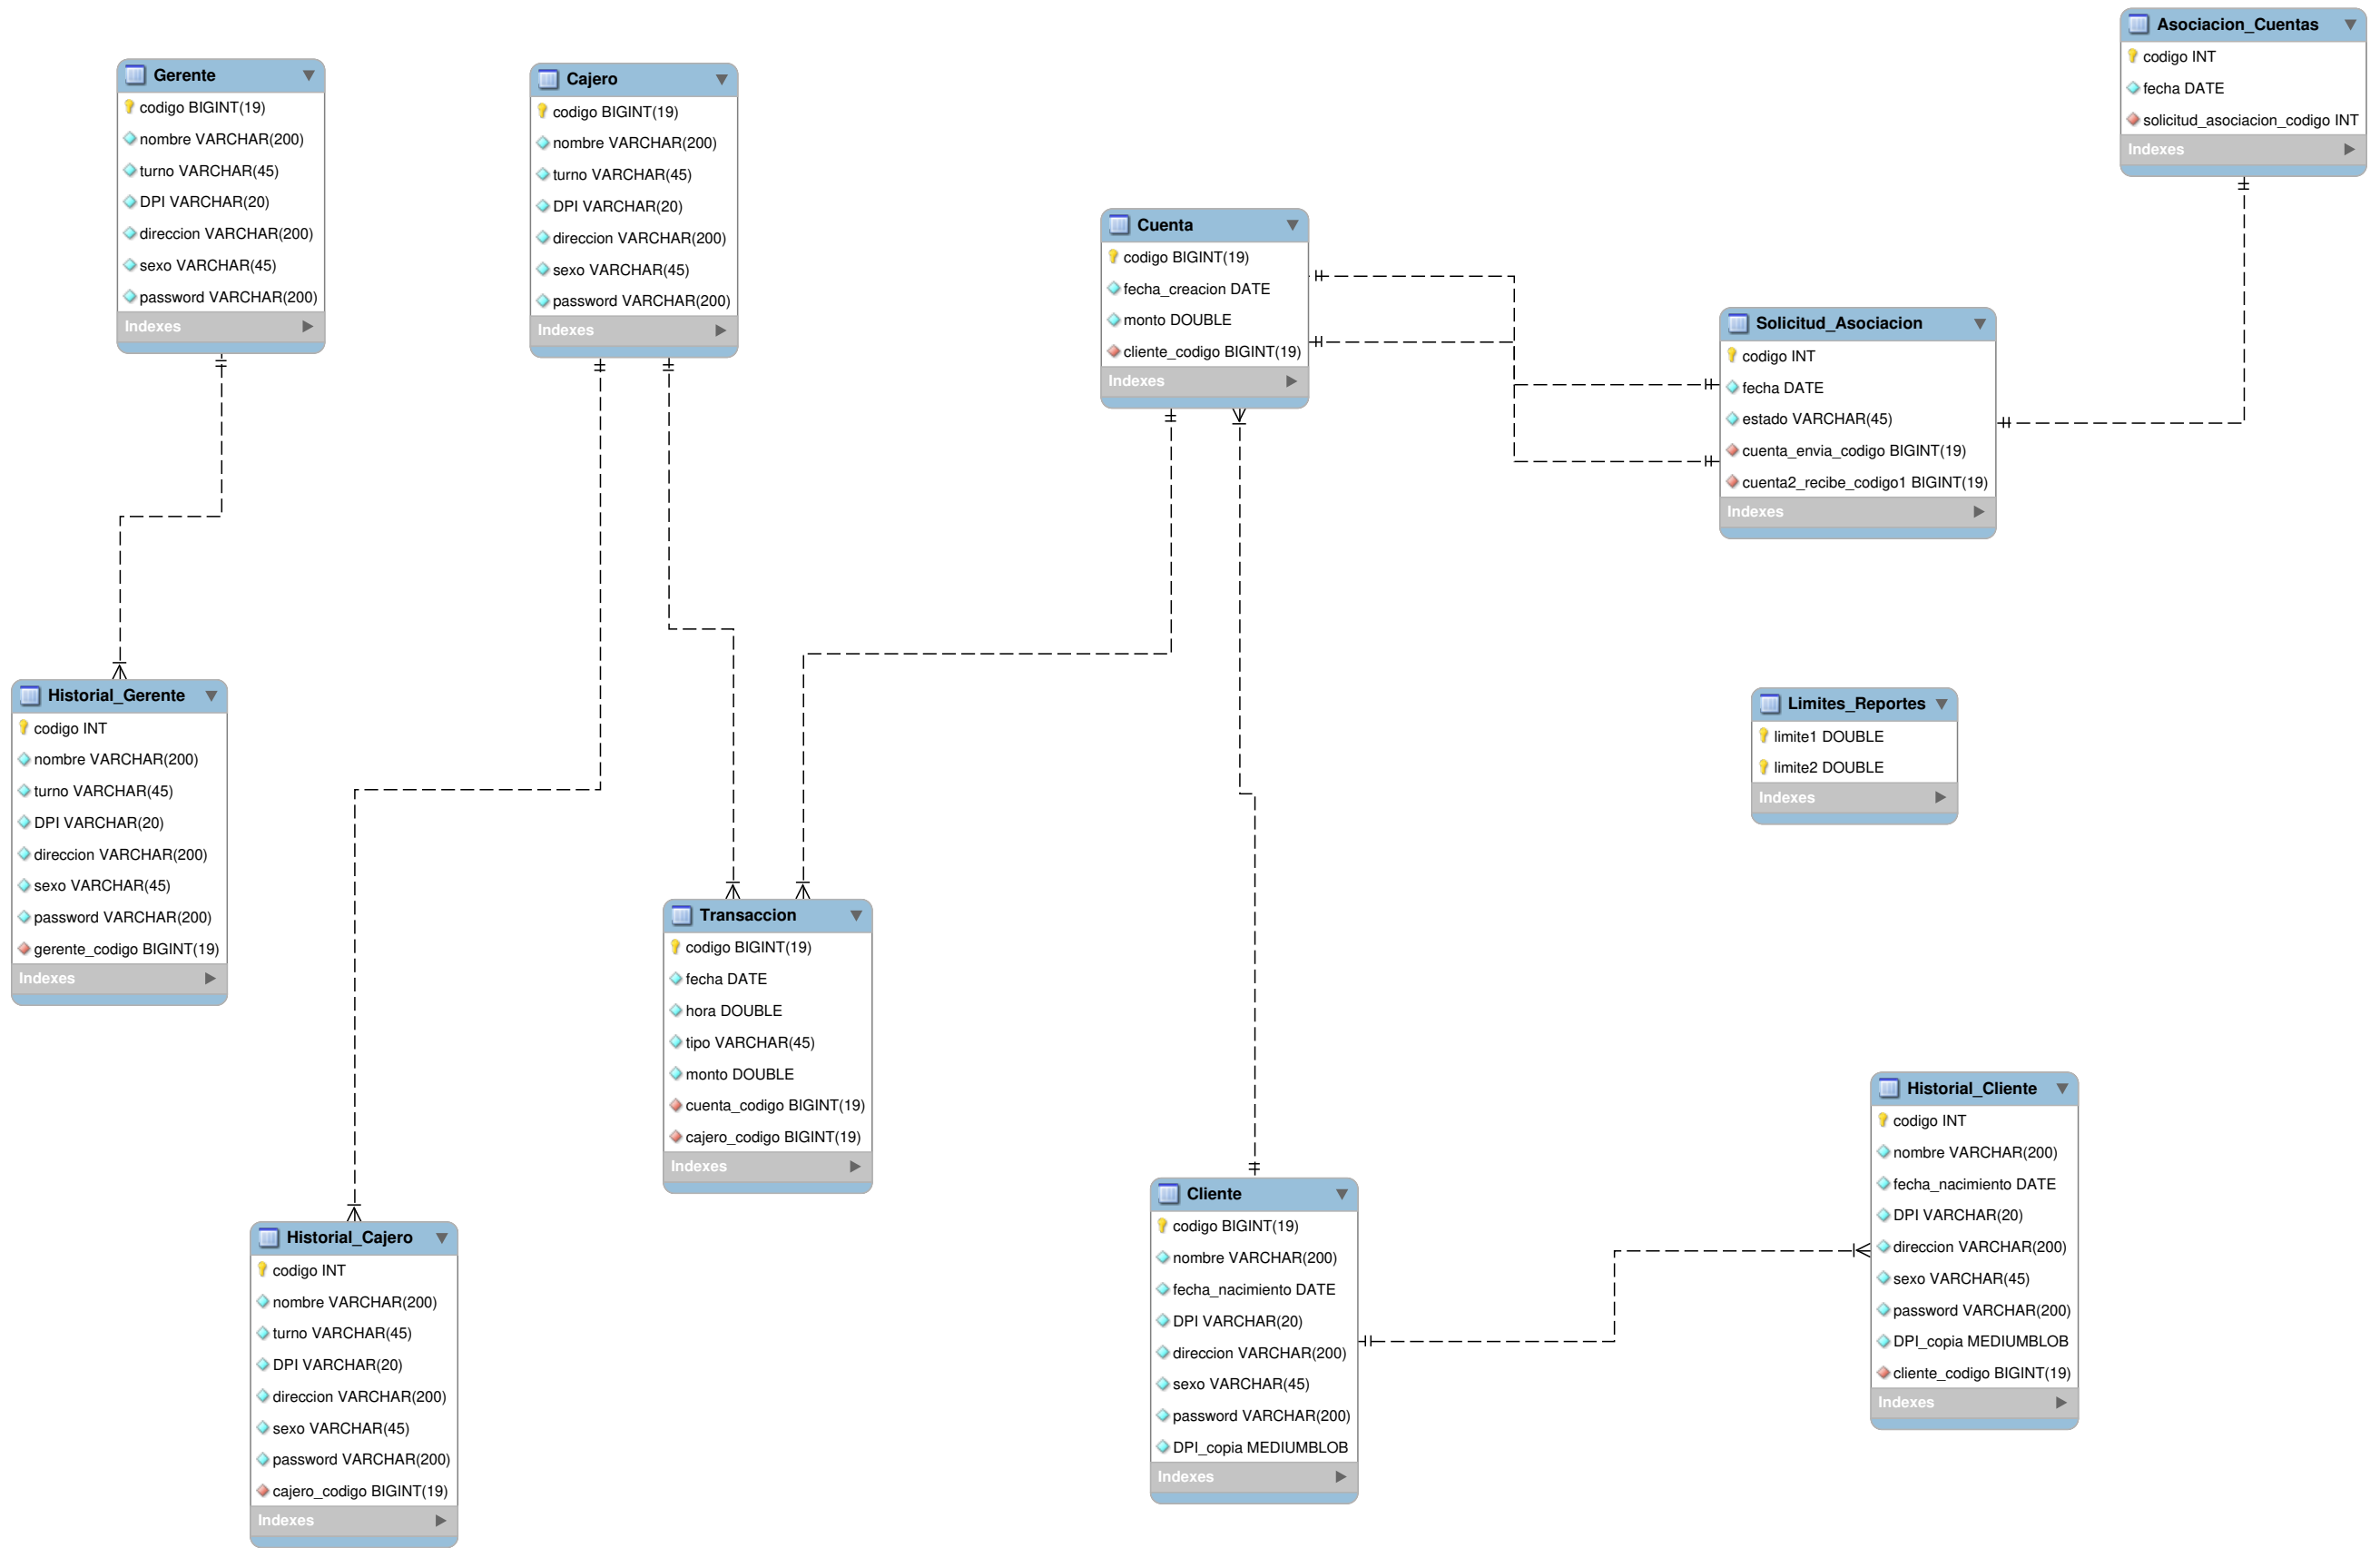 Gerente
codigo BIGINT(19)
nombre VARCHAR(200)
turno VARCHAR(45)
DPI VARCHAR(20)
direccion VARCHAR(200)
sexo VARCHAR(45)
password VARCHAR(200)
Indexes
Cajero
codigo BIGINT(19)
nombre VARCHAR(200)
turno VARCHAR(45)
DPI VARCHAR(20)
direccion VARCHAR(200)
sexo VARCHAR(45)
password VARCHAR(200)
Indexes
Cuenta
codigo BIGINT(19)
fecha_creacion DATE
monto DOUBLE
cliente_codigo BIGINT(19)
Indexes
Asociacion_Cuentas
codigo INT
fecha DATE
solicitud_asociacion_codigo INT
Indexes
Solicitud_Asociacion
codigo INT
fecha DATE
estado VARCHAR(45)
cuenta_envia_codigo BIGINT(19)
cuenta2_recibe_codigo1 BIGINT(19)
Indexes
Historial_Gerente
codigo INT
nombre VARCHAR(200)
turno VARCHAR(45)
DPI VARCHAR(20)
direccion VARCHAR(200)
sexo VARCHAR(45)
password VARCHAR(200)
gerente_codigo BIGINT(19)
Indexes
Limites_Reportes
limite1 DOUBLE
limite2 DOUBLE
Indexes
Transaccion
codigo BIGINT(19)
fecha DATE
hora DOUBLE
tipo VARCHAR(45)
monto DOUBLE
cuenta_codigo BIGINT(19)
cajero_codigo BIGINT(19)
Indexes
Historial_Cajero
codigo INT
nombre VARCHAR(200)
turno VARCHAR(45)
DPI VARCHAR(20)
direccion VARCHAR(200)
sexo VARCHAR(45)
password VARCHAR(200)
cajero_codigo BIGINT(19)
Indexes
Cliente
codigo BIGINT(19)
nombre VARCHAR(200)
fecha_nacimiento DATE
DPI VARCHAR(20)
direccion VARCHAR(200)
sexo VARCHAR(45)
password VARCHAR(200)
DPI_copia MEDIUMBLOB
Indexes
Historial_Cliente
codigo INT
nombre VARCHAR(200)
fecha_nacimiento DATE
DPI VARCHAR(20)
direccion VARCHAR(200)
sexo VARCHAR(45)
password VARCHAR(200)
DPI_copia MEDIUMBLOB
cliente_codigo BIGINT(19)
Indexes